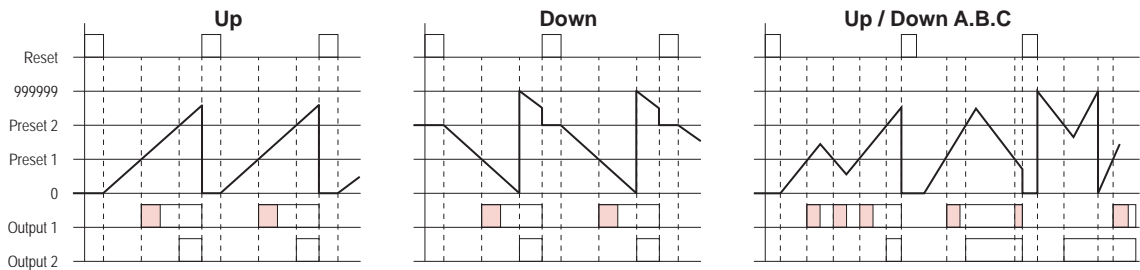 Up
Down
Up / Down A.B.C
Reset
999999
Preset 2
Preset 1
0
Output 1
Output 2